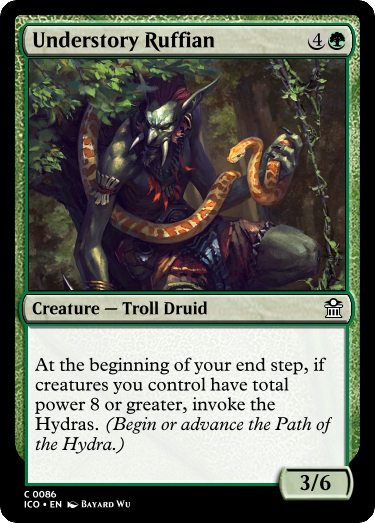 Understory Ruffian 4
Creature — Troll Druid
At the beginning of your end step, if
creatures you control have total
power 8 or greater, invoke the
Hydras. (Begin or advance the Path of
the Hydra.)
3/6
C 0086
ICO • EN Bayard Wu